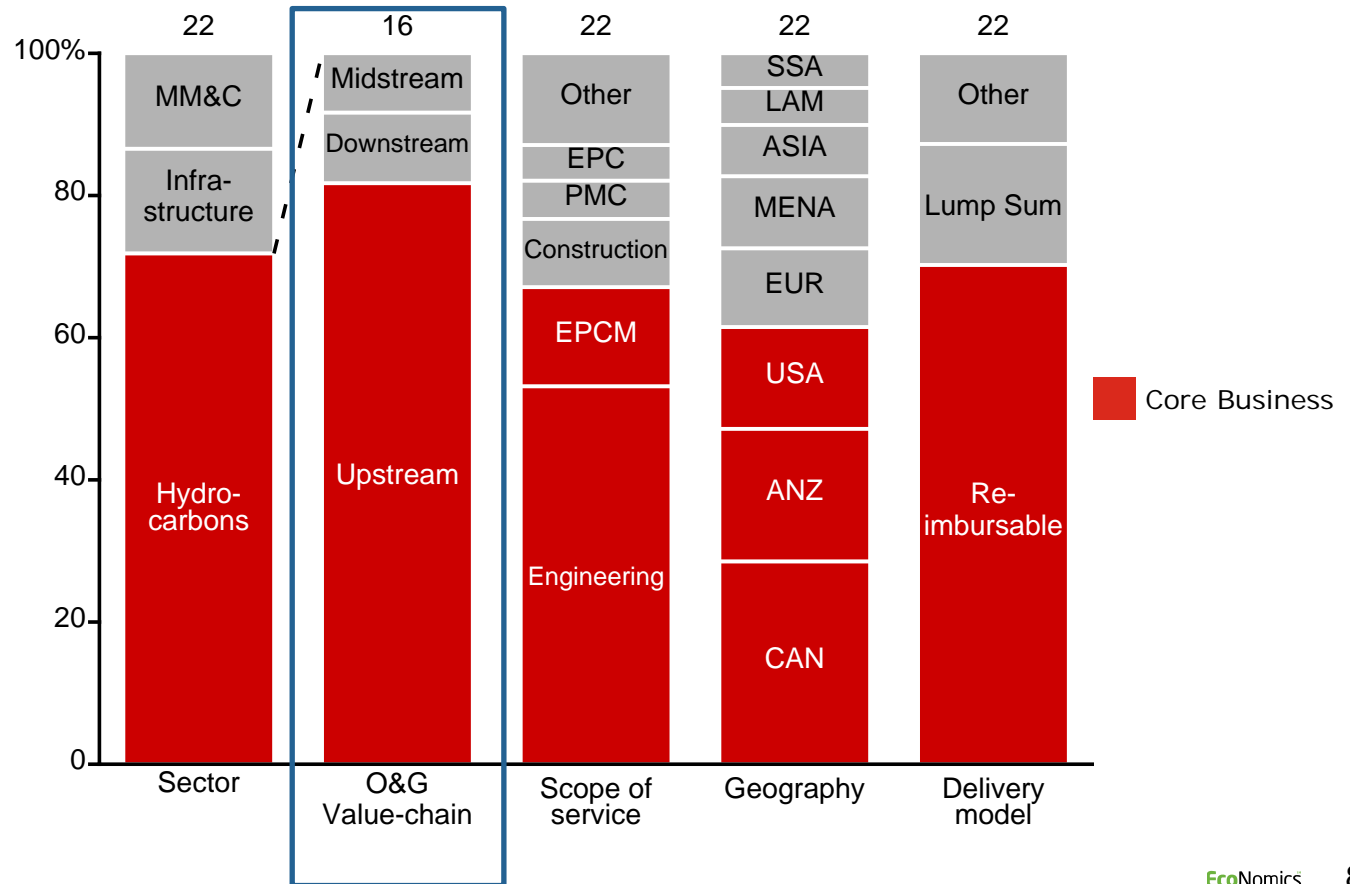 22
16
22
22
22
100%
80
60
40
20
0
MM&C
Infra-
structure
Hydro-
carbons
Sector
Midstream
Downstream
Upstream
O&G
Value-chain
Other
EPC
PMC
Construction
EPCM
Engineering
Scope of
service
SSA
LAM
ASIA
MENA
EUR
USA
ANZ
CAN
Geography
Other
Lump Sum
Re-
imbursable
Delivery
model
Core Business
EcoNomics